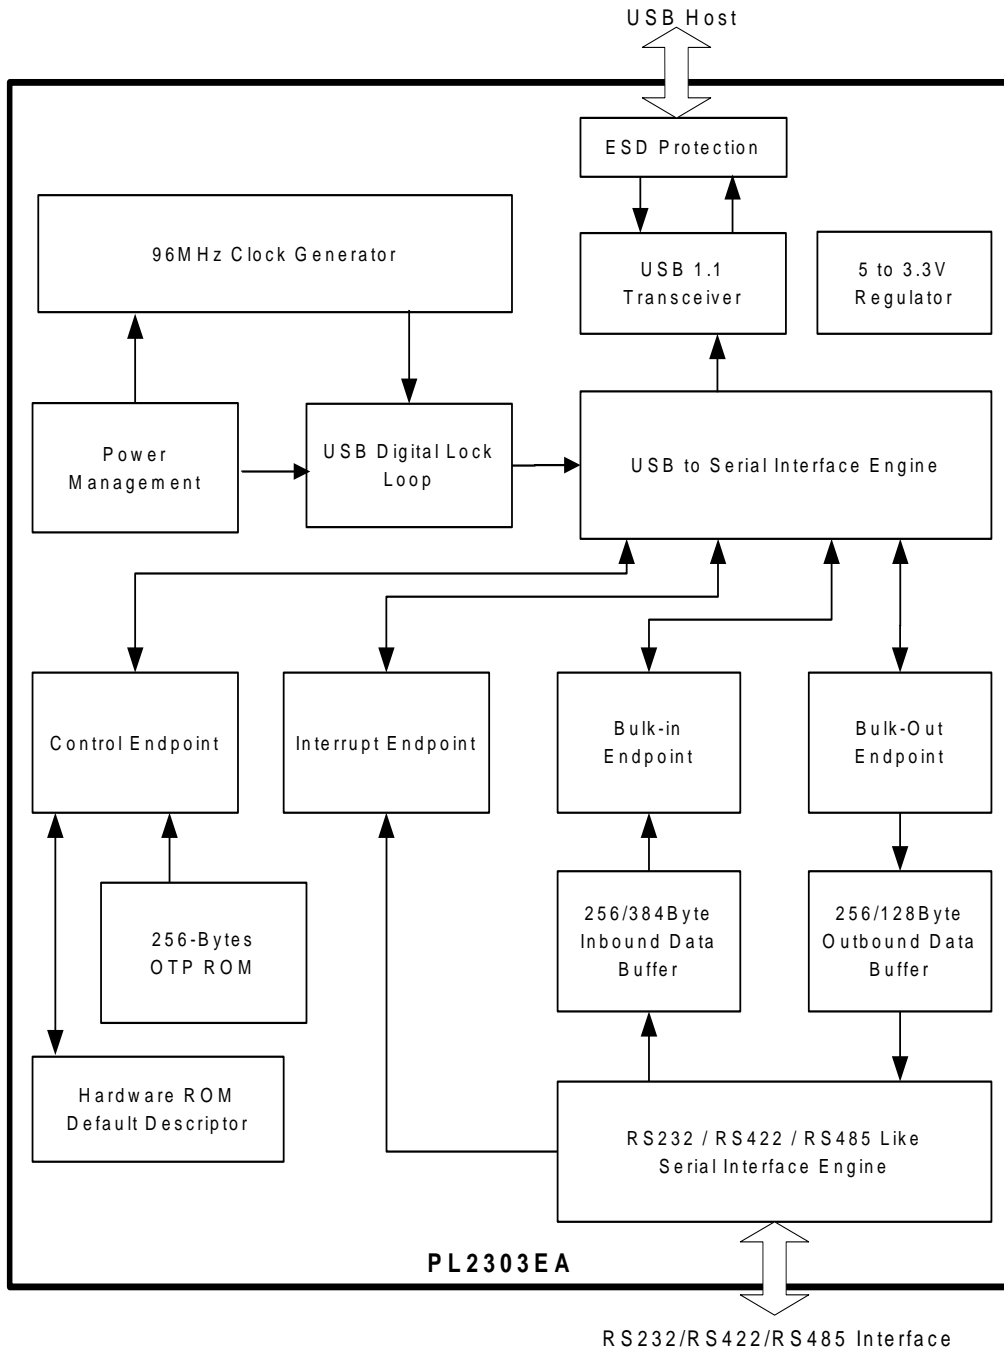 USB Host
ESD Protection
96MHz Clock Generator
USB 1.1
Transceiver
5 to 3.3V
Regulator
Power
Management
USB Digital Lock
Loop
USB to Serial Interface Engine
Control Endpoint
Interrupt Endpoint
Bulk-in
Endpoint
Bulk-Out
Endpoint
256-Bytes
OTP ROM
256/384Byte
Inbound Data
Buffer
256/128Byte
Outbound Data
Buffer
Hardware ROM
Default Descriptor
RS232 / RS422 / RS485 Like
Serial Interface Engine
PL2303EA
RS232/RS422/RS485 Interface